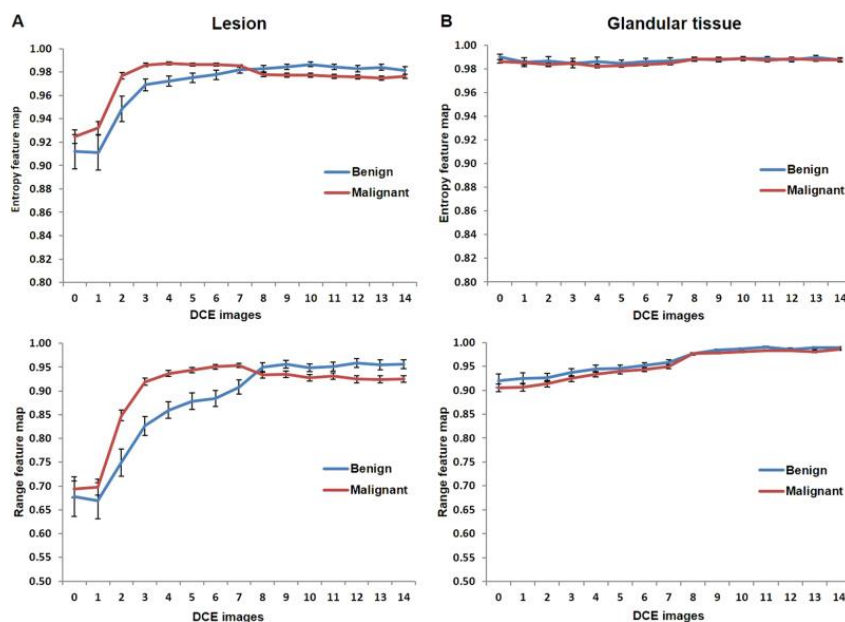 A
Lesion
B
Glandular tissue
Entropy feature map
1.00
0.98
0.96
0.94
0.92
0.90
0.88
0.86
0.84
0.82
0.80
Benign
Malignant
0 1 2 3 4 5 6 7 8 9 10 11 12 13 14
DCE images
Entropy feature map
1.00
0.98
0.96
0.94
0.92
0.90
0.88
0.86
0.84
0.82
0.80
Benign
Malignant
0 1 2 3 4 5 6 7 8 9 10 11 12 13 14
DCE images
Range feature map
1.00
0.95
0.90
0.85
0.80
0.75
0.70
0.65
0.60
0.55
0.50
Benign
Malignant
0 1 2 3 4 5 6 7 8 9 10 11 12 13 14
DCE images
Range feature map
1.00
0.95
0.90
0.85
0.80
0.75
0.70
0.65
0.60
0.55
0.50
Benign
Malignant
0 1 2 3 4 5 6 7 8 9 10 11 12 13 14
DCE images